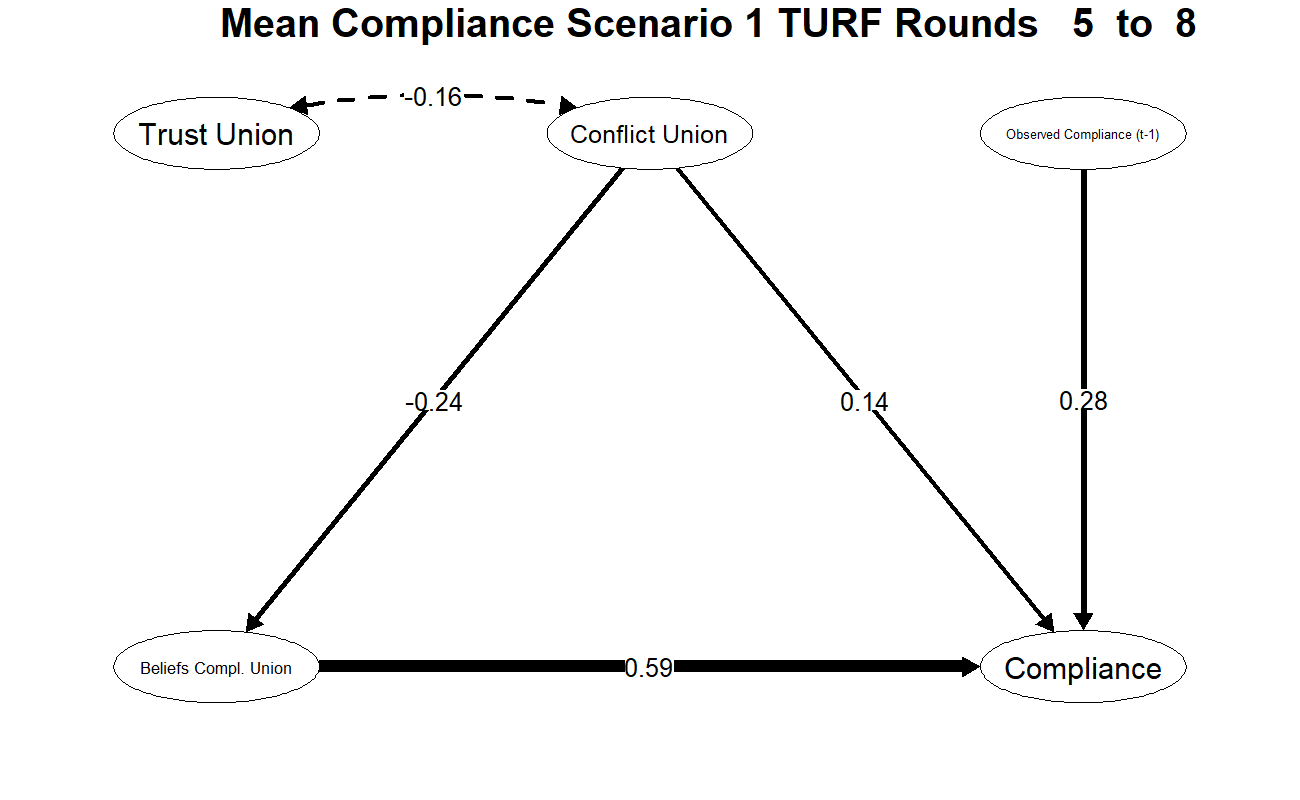 Mean Compliance Scenario 1 TURF Rounds 5 to 8
-0.16
Trust Union
Conflict Union
Observed Compliance (t-1)
-0.24
0.14
0.28
Beliefs Compl. Union
0.59
Compliance